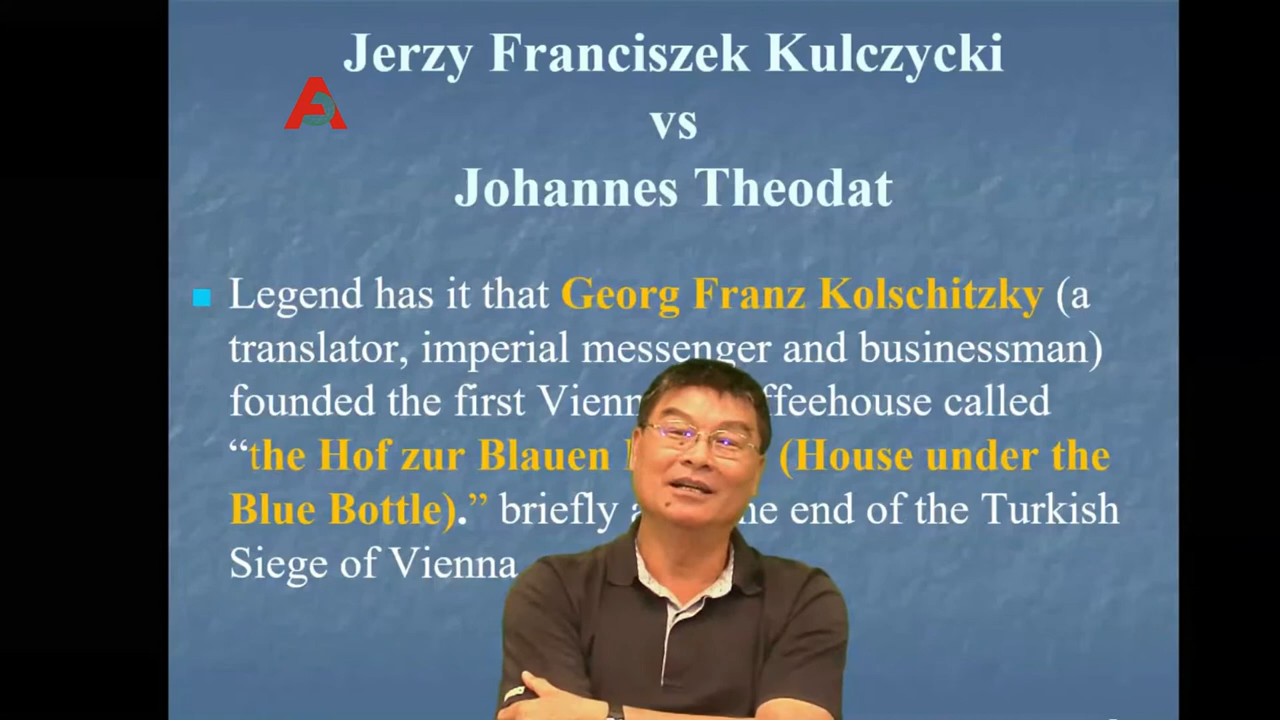 Jerzy Franciszek Kulczycki
vs
Johannes Theodat
Legend has it that Georg Franz Kolschitzky (a
translator, imperial messenger and businessman)
founded the first called
“the Hof zur Blauen (House under the
Blue Bottle).” briefly end of the Turkish
Siege of Vienna